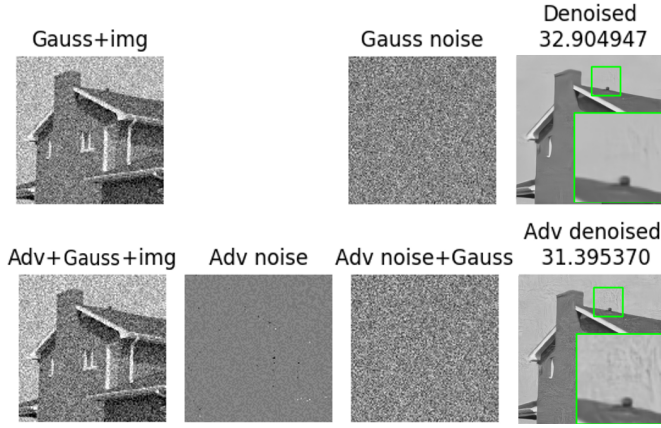 Gauss+img
Gauss noise
Denoised
32.904947
Adv+Gauss+img
Adv noise
Adv noise+Gauss
Adv denoised
31.395370